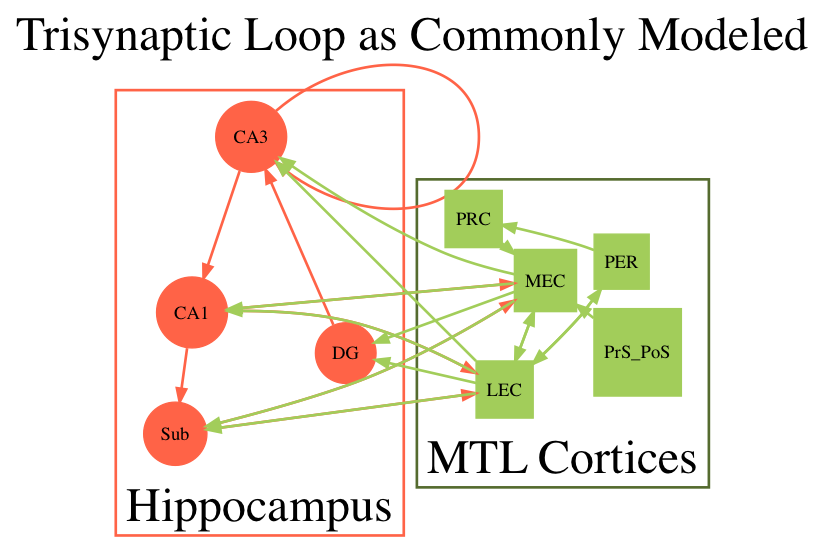 Trisynaptic Loop as Commonly Modeled
CA3
PRC
PER
MEC
CA1
DG
PrS_PoS
LEC
Sub
MTL Cortices
Hippocampus